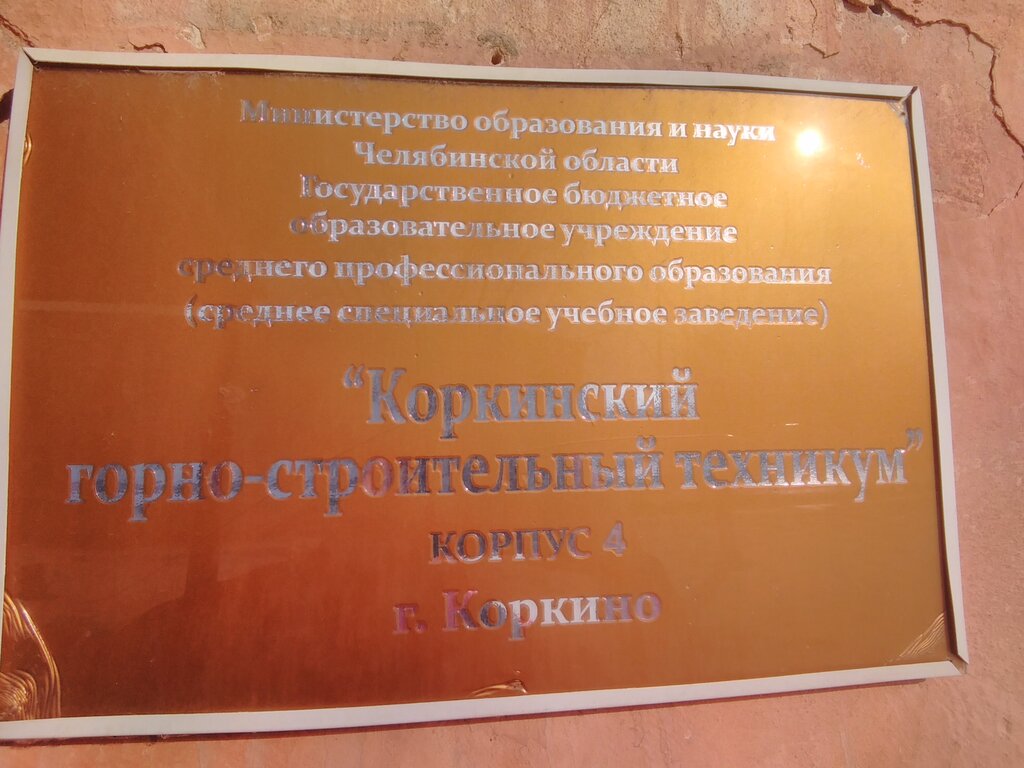 Министерство образования и науки
Челябинской области
Государственное бюджетное
образовательное учреждение
среднего профессионального образования
(среднее специальное учебное заведение)
“Коркинский
горно-строительный техникум”
КОРПУС 4
г. Коркино